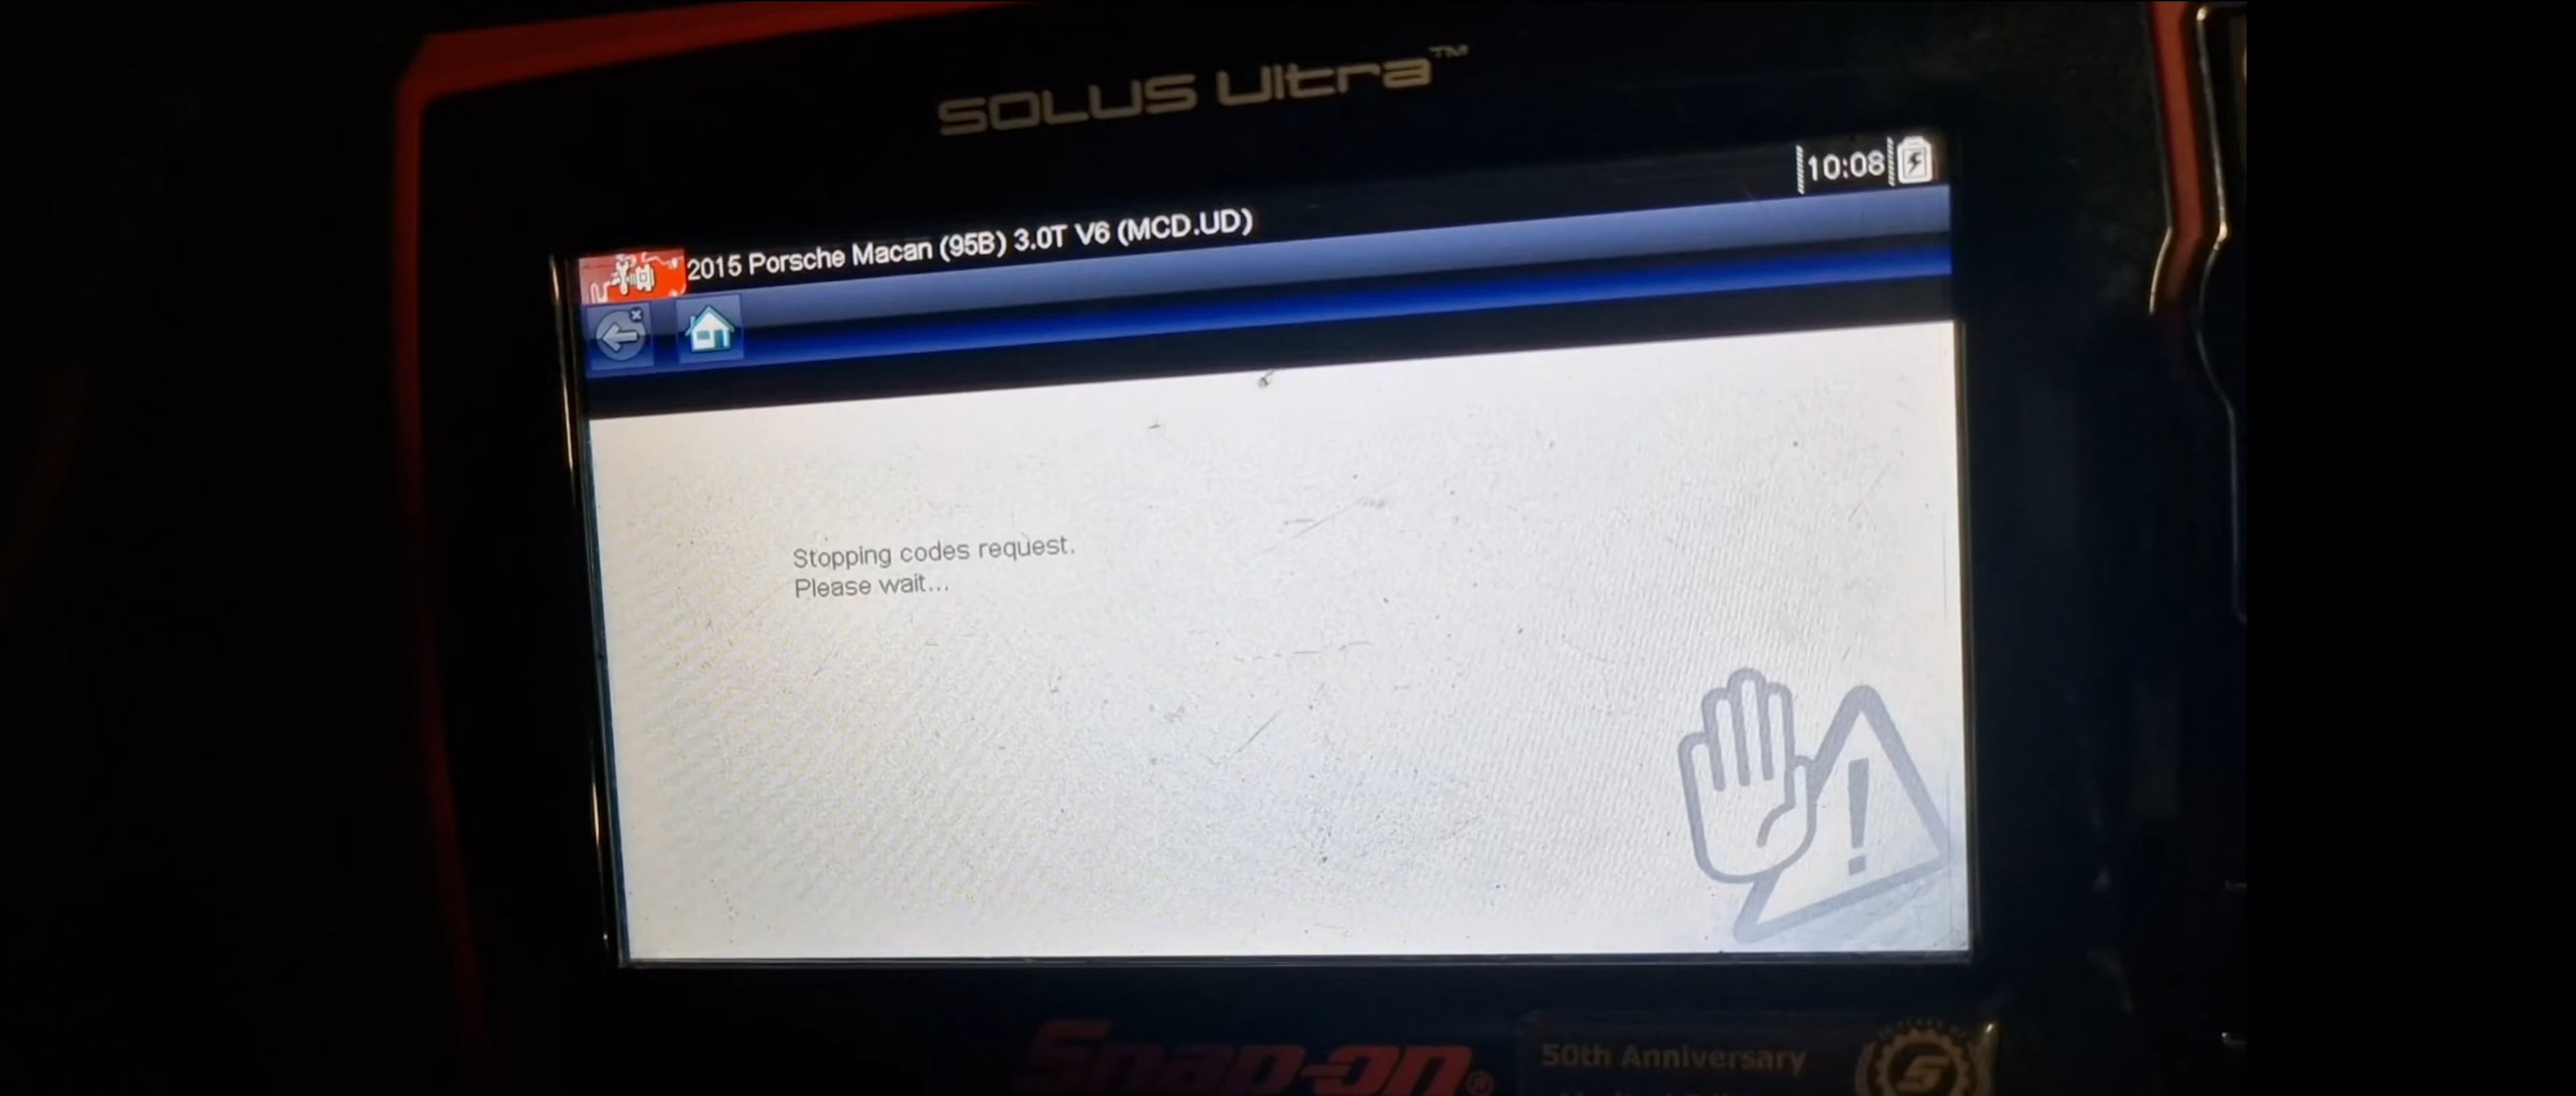 SOLUS Ultra™
10:08
2015 Porsche Macan (95B) 3.0T V6 (MCD.UD)
Stopping codes request.
Please wait...
Snap-on®
50th Anniversary